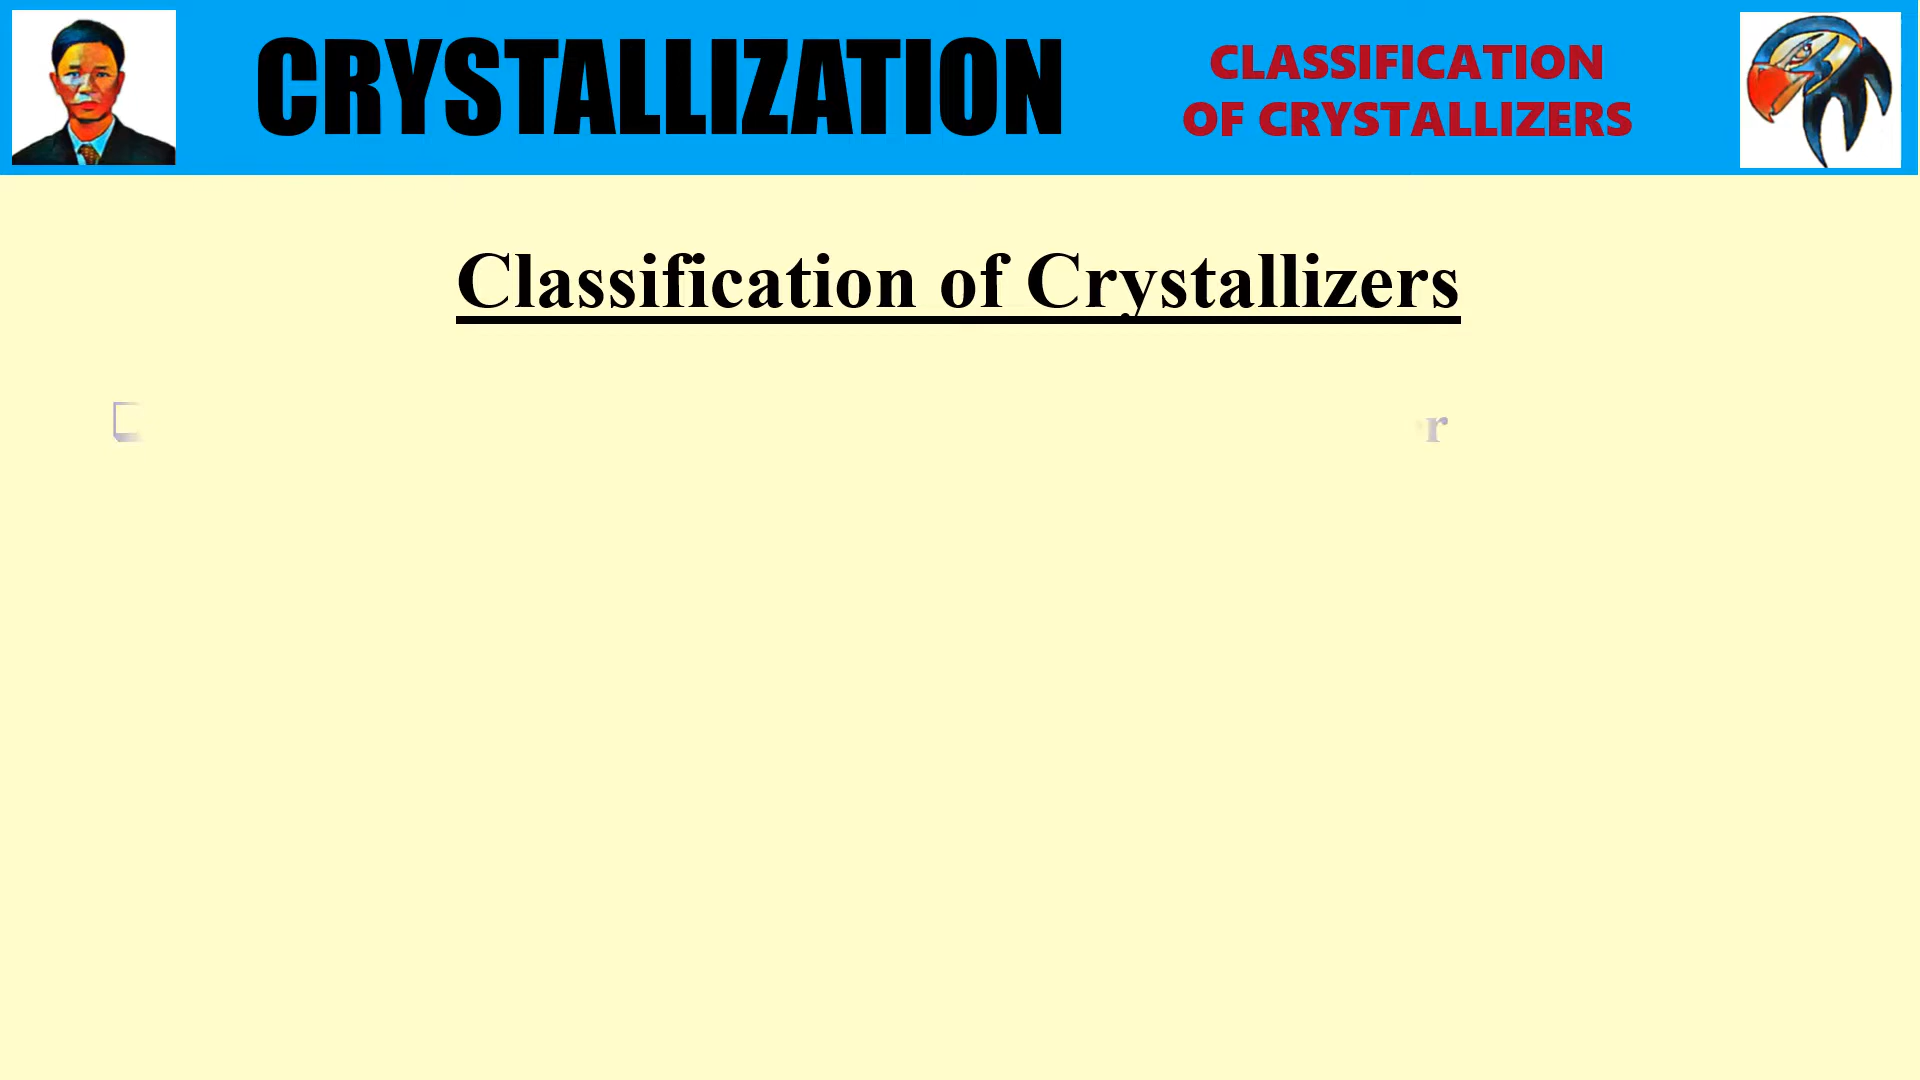 CRYSTALLIZATION
CLASSIFICATION
OF CRYSTALLIZERS
Classification of Crystallizers